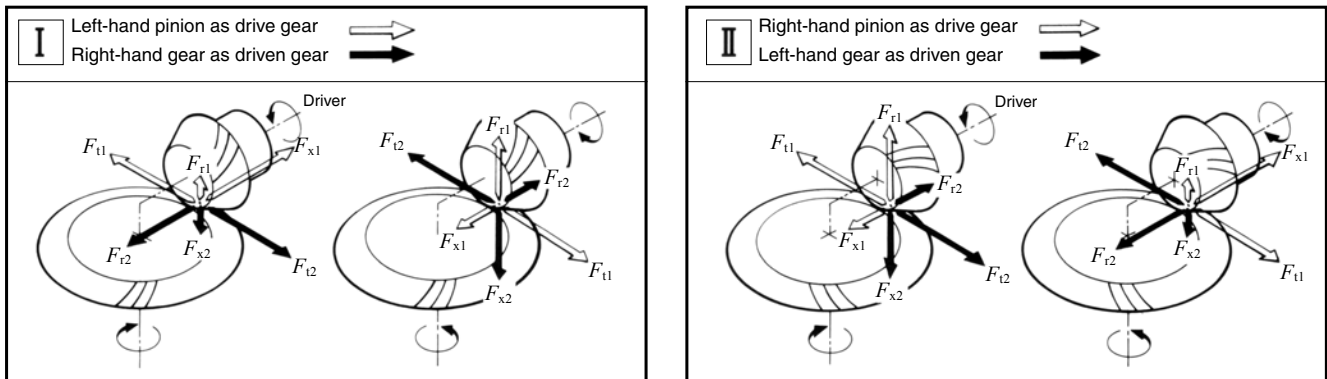 I
Left-hand pinion as drive gear
Right-hand gear as driven gear
Driver
Ft1
Fr1
Fx1
Fr2
Fx2
Ft2
Ft2
Fr1
Fr2
Fx1
Fx2
Ft1
II
Right-hand pinion as drive gear
Left-hand gear as driven gear
Driver
Fr1
Ft1
Fr2
Fx1
Ft2
Fx2
Ft2
Fx1
Fr1
Fr2
Fx2
Ft1